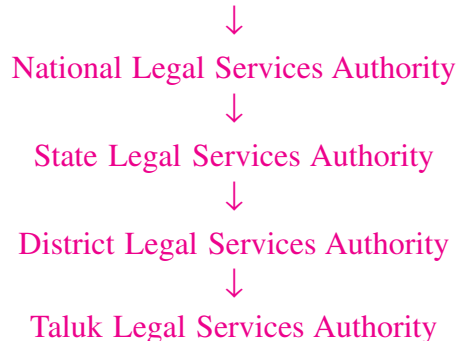 ↓
National Legal Services Authority
↓
State Legal Services Authority
↓
District Legal Services Authority
↓
Taluk Legal Services Authority